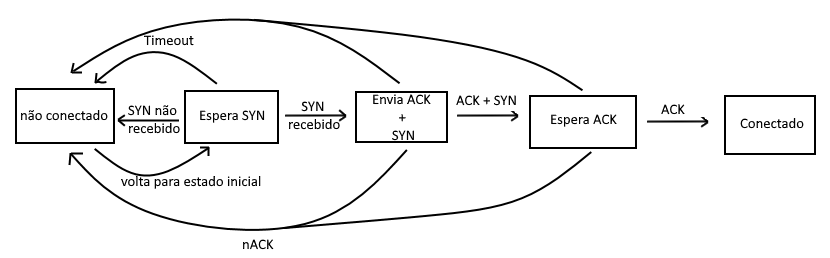 Timeout
não conectado
SYN não
recebido
Espera SYN
SYN
recebido
Envia ACK
+
SYN
ACK + SYN
Espera ACK
ACK
Conectado
volta para estado inicial
nACK